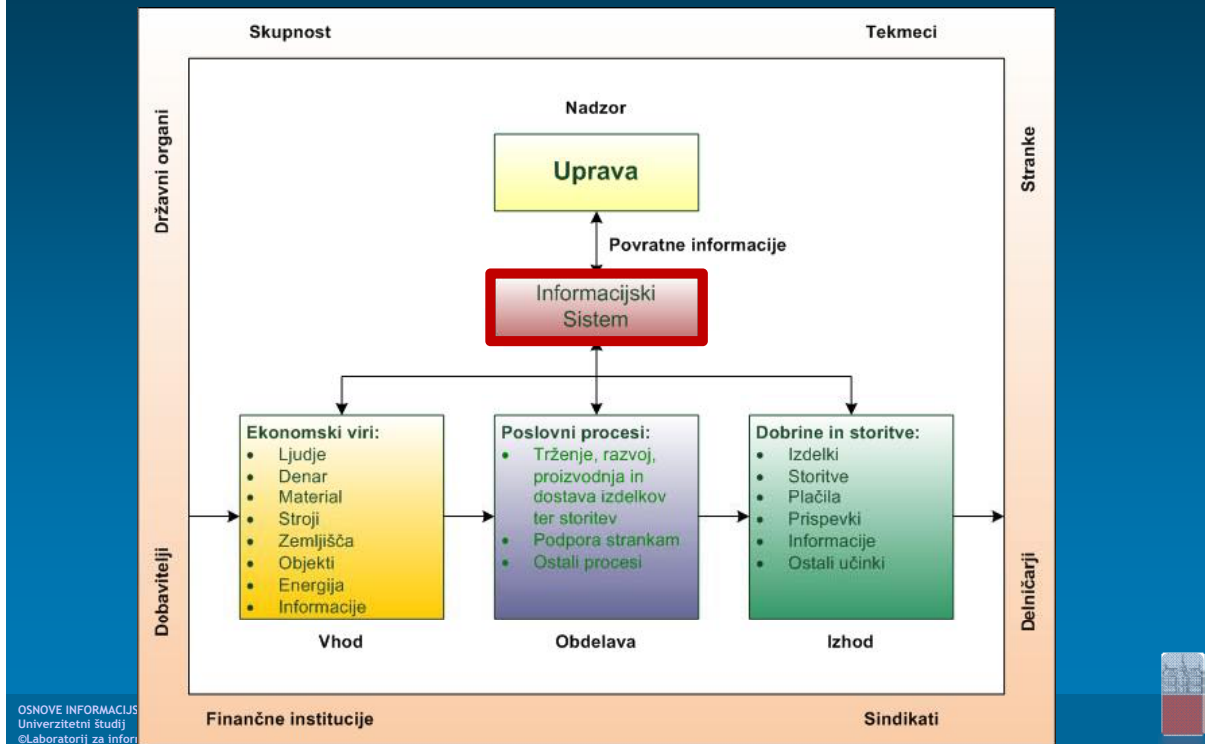 Skupnost
Tekmeci
Državni organi
Stranke
Nadzor
Uprava
Povratne informacije
Informacijski
Sistem
Ekonomski viri:
• Ljudje
• Denar
• Material
• Stroji
• Zemljišča
• Objekti
• Energija
• Informacije
Poslovni procesi:
• Trženje, razvoj,
proizvodnja in
dostava izdelkov
ter storitev
• Podpora strankam
• Ostali procesi
Dobrine in storitve:
• Izdelki
• Storitve
• Plačila
• Prispevki
• Informacije
• Ostali učinki
Dobavitelji
Delničarji
Vhod
Obdelava
Izhod
Finančne institucije
Sindikati
OSNOVE INFORMACIJS
Univerzitetni študij
©Laboratorij za infor